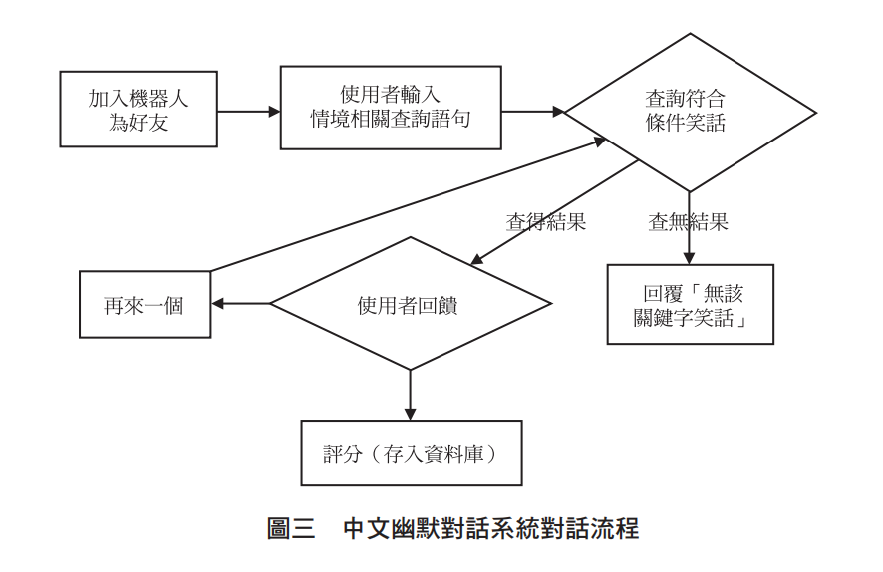 加入機器人
為好友
使用者輸入
情境相關查詢語句
查詢符合
條件笑話
查得結果
查無結果
再來一個
使用者回饋
回覆「無該
關鍵字笑話」
評分（存入資料庫）
圖三　中文幽默對話系統對話流程